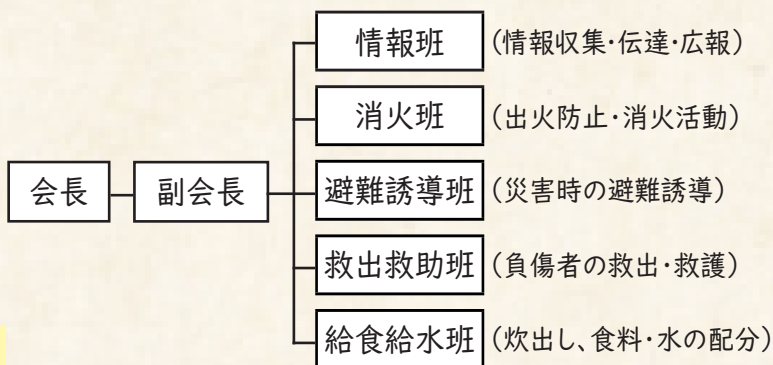 会長
副会長
情報班 (情報収集・伝達・広報)
消火班 (出火防止・消火活動)
避難誘導班 (災害時の避難誘導)
救出救助班 (負傷者の救出・救護)
給食給水班 (炊出し、食料・水の配分)